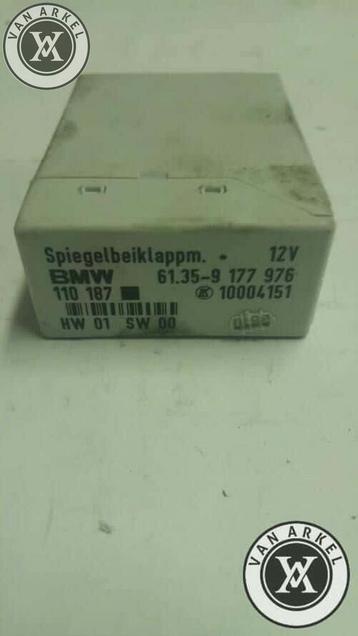 VAN ARKEL
Spiegelbeiklappm. • 12V
BMW 61.35-9 177 976
110 187 10004151
HW 01 SW 00
VAN ARKEL